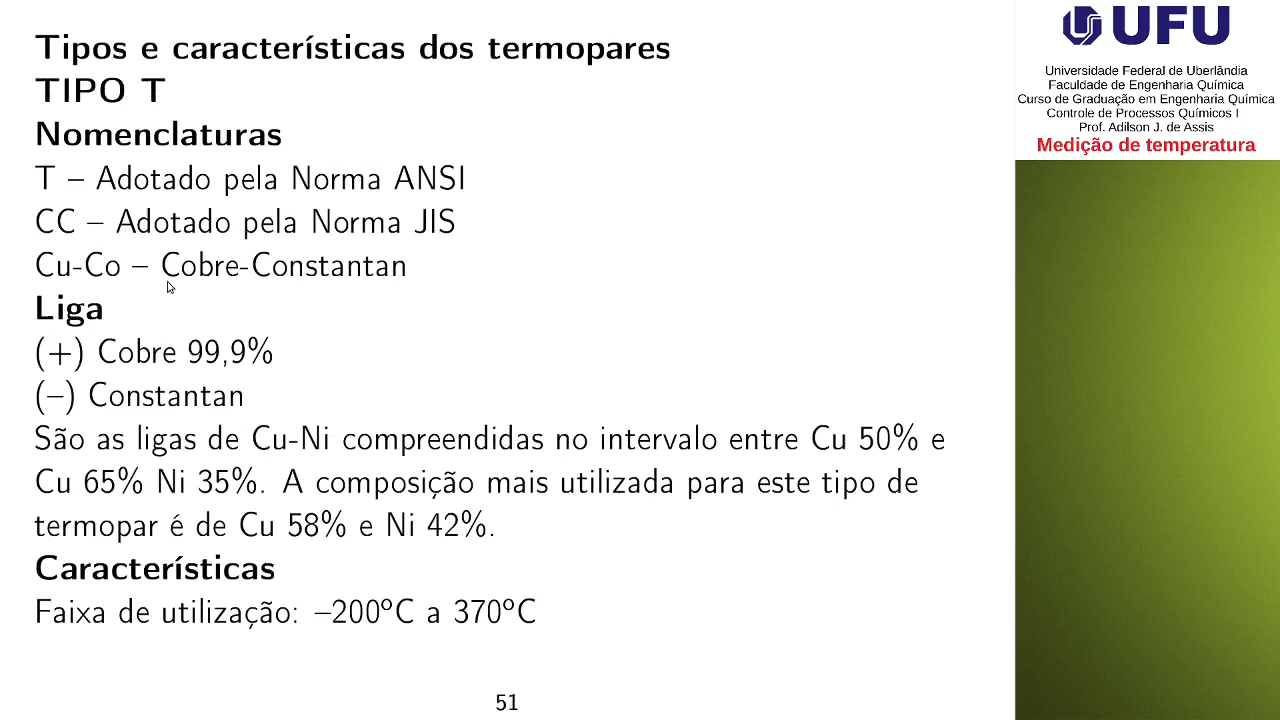 Tipos e características dos termopares
TIPO T
Nomenclaturas
T – Adotado pela Norma ANSI
CC – Adotado pela Norma JIS
Cu-Co – Cobre-Constantan
Liga
(+) Cobre 99,9%
(–) Constantan
São as ligas de Cu-Ni compreendidas no intervalo entre Cu 50% e
Cu 65% Ni 35%. A composição mais utilizada para este tipo de
termopar é de Cu 58% e Ni 42%.
Características
Faixa de utilização: –200ºC a 370ºC
51
UFU
Universidade Federal de Uberlândia
Faculdade de Engenharia Química
Curso de Graduação em Engenharia Química
Controle de Processos Químicos I
Prof. Adilson J. de Assis
Medição de temperatura